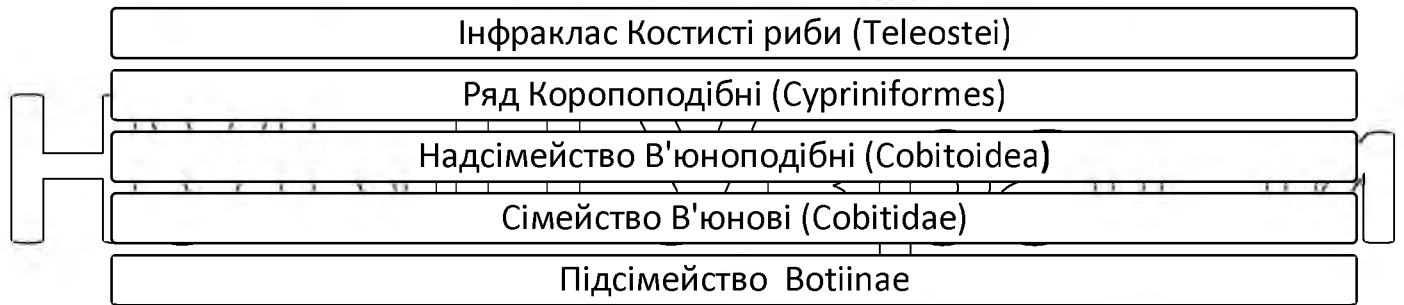 Інфраклас Костисті риби (Teleostei)
Ряд Коропоподібні (Cypriniformes)
Надсімейство В'юноподібні (Cobitoidea)
Сімейство В'юнові (Cobitidae)
Підсімейство Botiinae